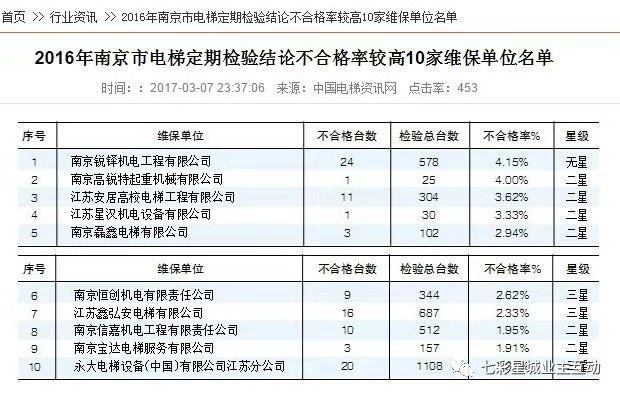 首页 >> 行业资讯 >> 2016年南京市电梯定期检验结论不合格率较高10家维保单位名单
2016年南京市电梯定期检验结论不合格率较高10家维保单位名单
时间：：2017-03-07 23:37:06 来源：中国电梯资讯网 点击率：453
序号 维保单位 不合格台数 检验总台数 不合格率% 星级
1 南京锐铎机电工程有限公司 24 578 4.15% 无星
2 南京高锐特起重机械有限公司 1 25 4.00% 二星
3 江苏安居高校电梯工程有限公司 11 304 3.62% 二星
4 江苏星汉机电设备有限公司 1 30 3.33% 二星
5 南京磊鑫电梯有限公司 3 102 2.94% 二星
序号 维保单位 不合格台数 检验总台数 不合格率% 星级
6 南京恒创机电有限责任公司 9 344 2.62% 三星
7 江苏鑫弘安电梯有限公司 16 687 2.33% 三星
8 南京信嘉机电工程有限责任公司 10 512 1.95% 二星
9 南京宝达电梯服务有限公司 3 157 1.91% 二星
10 永大电梯设备(中国)有限公司江苏分公司 20 1108
七彩星城业主互动